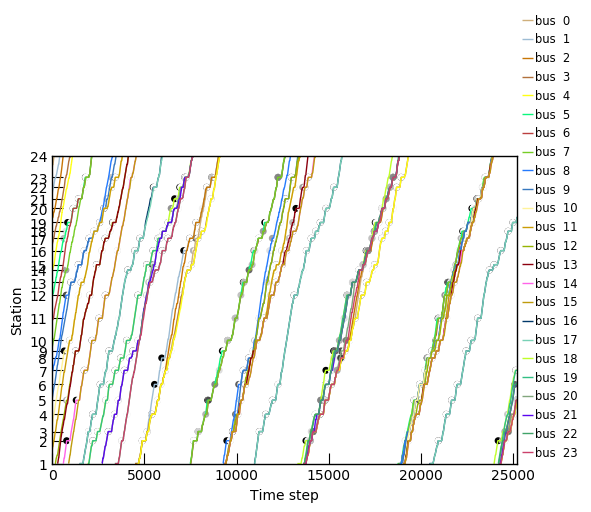 24
23
22
21
20
19
18
17
16
15
14
13
12
11
10
9
8
7
6
5
4
3
2
1
Station
0 5000 10000 15000 20000 25000
Time step
bus 0
bus 1
bus 2
bus 3
bus 4
bus 5
bus 6
bus 7
bus 8
bus 9
bus 10
bus 11
bus 12
bus 13
bus 14
bus 15
bus 16
bus 17
bus 18
bus 19
bus 20
bus 21
bus 22
bus 23